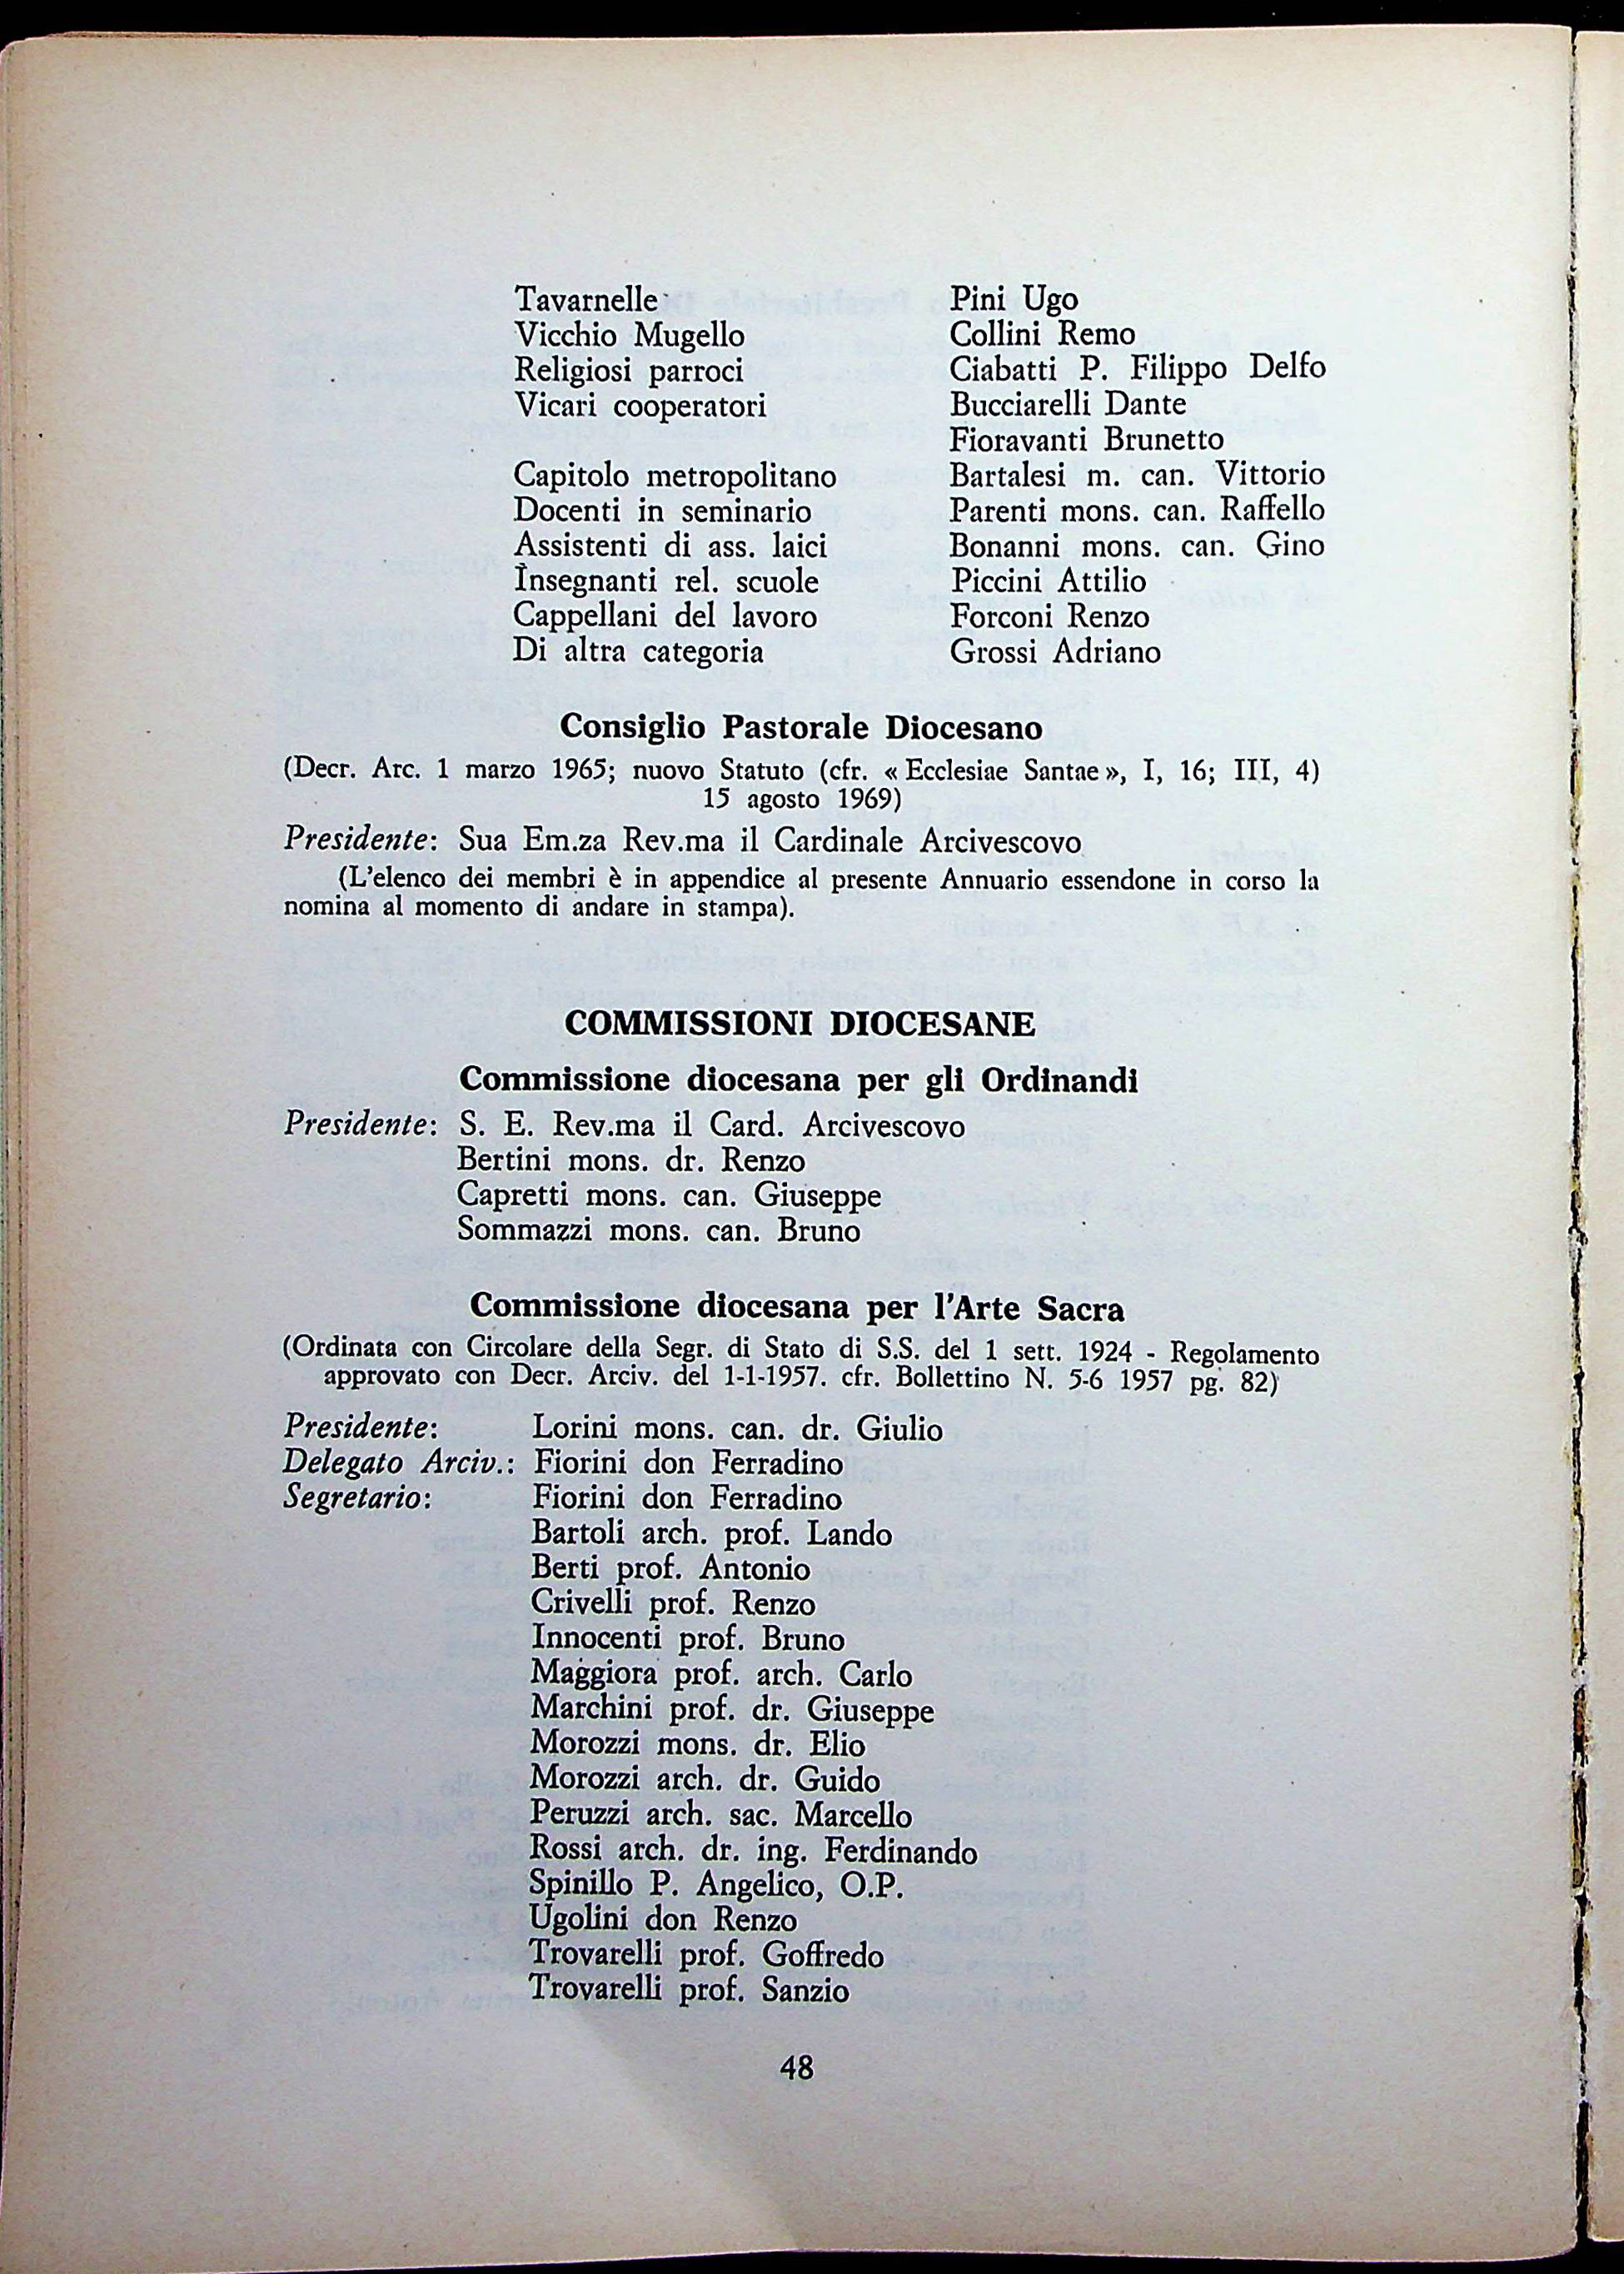 Tavarnelle Pini Ugo
Vicchio Mugello Collini Remo
Religiosi parroci Ciabatti P. Filippo Delfo
Vicari cooperatori Bucciarelli Dante
Fioravanti Brunetto
Capitolo metropolitano Bartalesi m. can. Vittorio
Docenti in seminario Parenti mons. can. Raffello
Assistenti di ass. laici Bonanni mons. can. Gino
Insegnanti rel. scuole Piccini Attilio
Cappellani del lavoro Forconi Renzo
Di altra categoria Grossi Adriano
Consiglio Pastorale Diocesano
(Decr. Arc. 1 marzo 1965; nuovo Statuto (cfr. « Ecclesiae Santae », I, 16; III, 4)
15 agosto 1969)
Presidente: Sua Em.za Rev.ma il Cardinale Arcivescovo
(L'elenco dei membri è in appendice al presente Annuario essendone in corso la
nomina al momento di andare in stampa).
COMMISSIONI DIOCESANE
Commissione diocesana per gli Ordinandi
Presidente: S. E. Rev.ma il Card. Arcivescovo
Bertini mons. dr. Renzo
Capretti mons. can. Giuseppe
Sommazzi mons. can. Bruno
Commissione diocesana per l'Arte Sacra
(Ordinata con Circolare della Segr. di Stato di S.S. del 1 sett. 1924 - Regolamento
approvato con Decr. Arciv. del 1-1-1957. cfr. Bollettino N. 5-6 1957 pg. 82)
Presidente: Lorini mons. can. dr. Giulio
Delegato Arciv.: Fiorini don Ferradino
Segretario: Fiorini don Ferradino
Bartoli arch. prof. Lando
Berti prof. Antonio
Crivelli prof. Renzo
Innocenti prof. Bruno
Maggiora prof. arch. Carlo
Marchini prof. dr. Giuseppe
Morozzi mons. dr. Elio
Morozzi arch. dr. Guido
Peruzzi arch. sac. Marcello
Rossi arch. dr. ing. Ferdinando
Spinillo P. Angelico, O.P.
Ugolini don Renzo
Trovarelli prof. Goffredo
Trovarelli prof. Sanzio
48